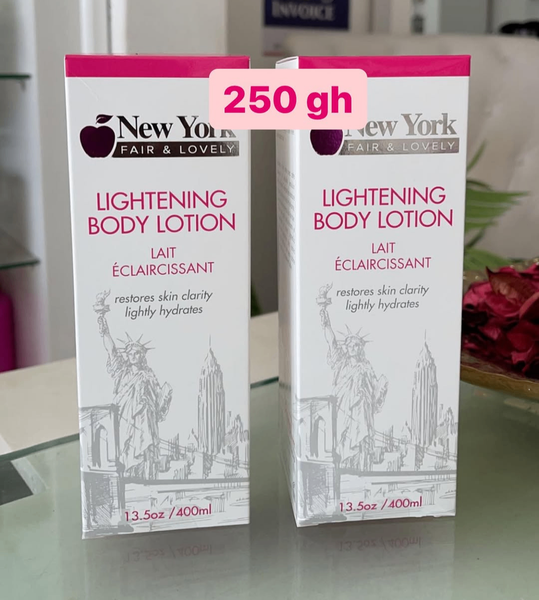 INVOICE
250 gh
New York
FAIR & LOVELY
LIGHTENING
BODY LOTION
LAIT
ÉCLAIRCISSANT
restores skin clarity
lightly hydrates
13.5oz /400ml
New York
FAIR & LOVELY
LIGHTENING
BODY LOTION
LAIT
ÉCLAIRCISSANT
restores skin clarity
lightly hydrates
13.5oz /400ml